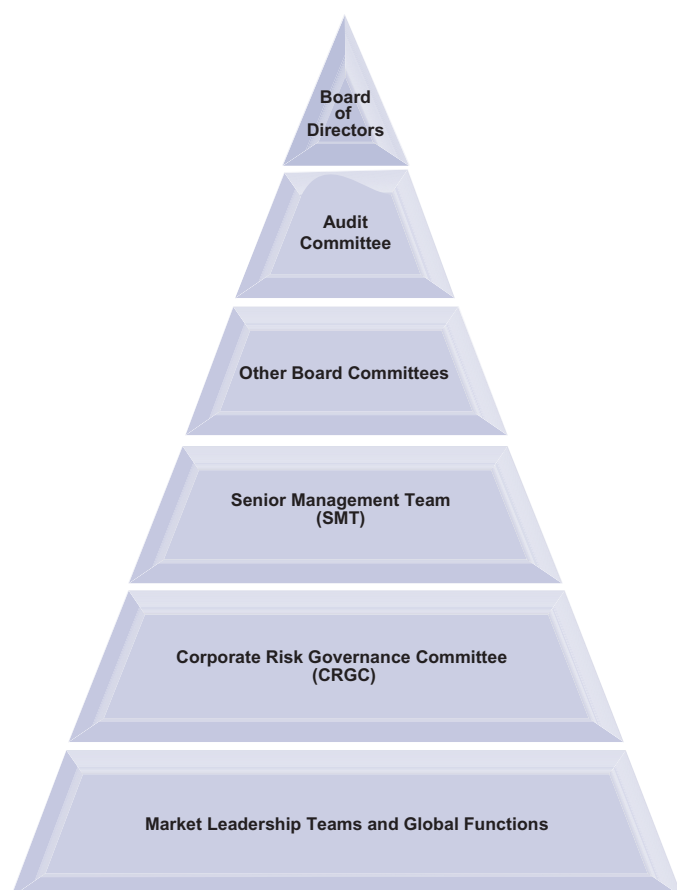 Board
of
Directors
Audit
Committee
Other Board Committees
Senior Management Team
(SMT)
Corporate Risk Governance Committee
(CRGC)
Market Leadership Teams and Global Functions